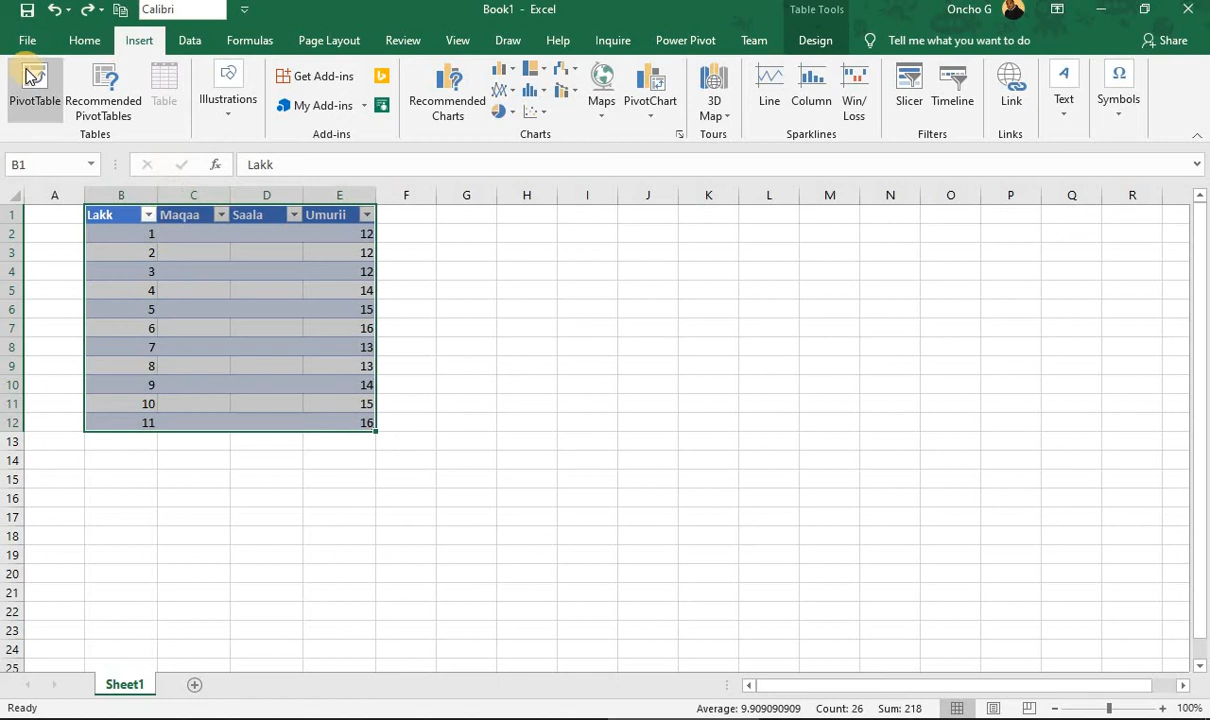 Calibri
Book1 - Excel
Table Tools
Oncho G
File Home Insert Data Formulas Page Layout Review View Draw Help Inquire Power Pivot Team Design Tell me what you want to do Share
PivotTable
Recommended PivotTables
Table
Tables
Illustrations
Get Add-ins
My Add-ins
Add-ins
Recommended Charts
Maps
PivotChart
Charts
3D Map
Tours
Line
Column
Win/Loss
Sparklines
Slicer
Timeline
Filters
Link
Links
Text
Symbols
B1 fx Lakk
A B C D E F G H I J K L M N O P Q R
1 Lakk Maqaa Saala Umurii
2 1 12
3 2 12
4 3 12
5 4 14
6 5 15
7 6 16
8 7 13
9 8 13
10 9 14
11 10 15
12 11 16
13
14
15
16
17
18
19
20
21
22
23
24
25
Sheet1
Ready Average: 9.909090909 Count: 26 Sum: 218 100%